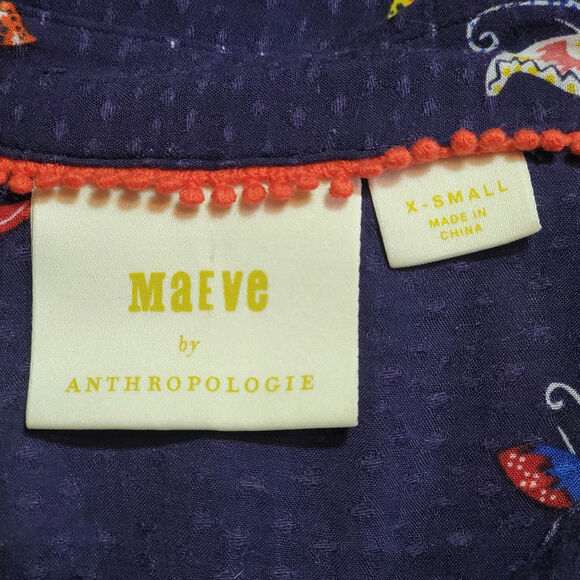 MaEve
by
ANTHROPOLOGIE
X-SMALL
MADE IN
CHINA